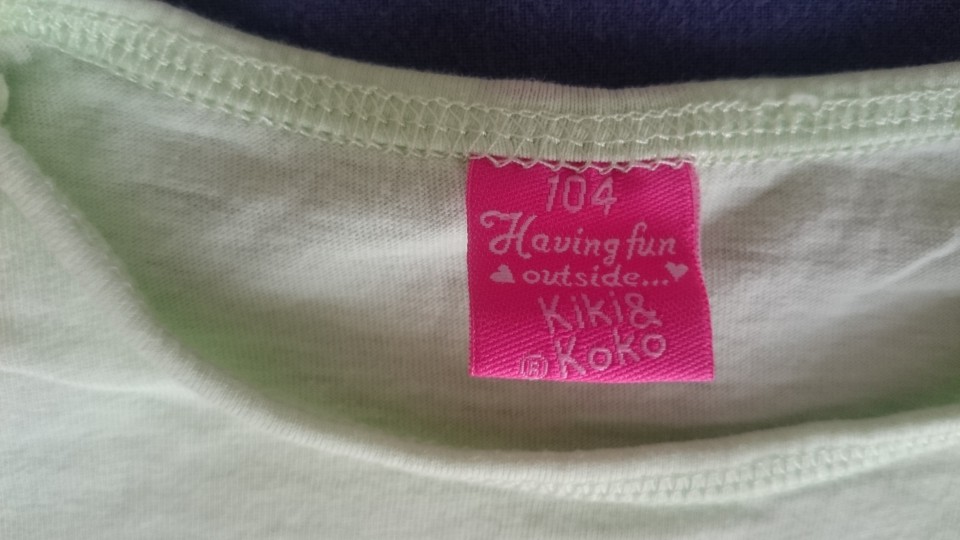 104
Having fun
outside...
Kiki&
® Koko